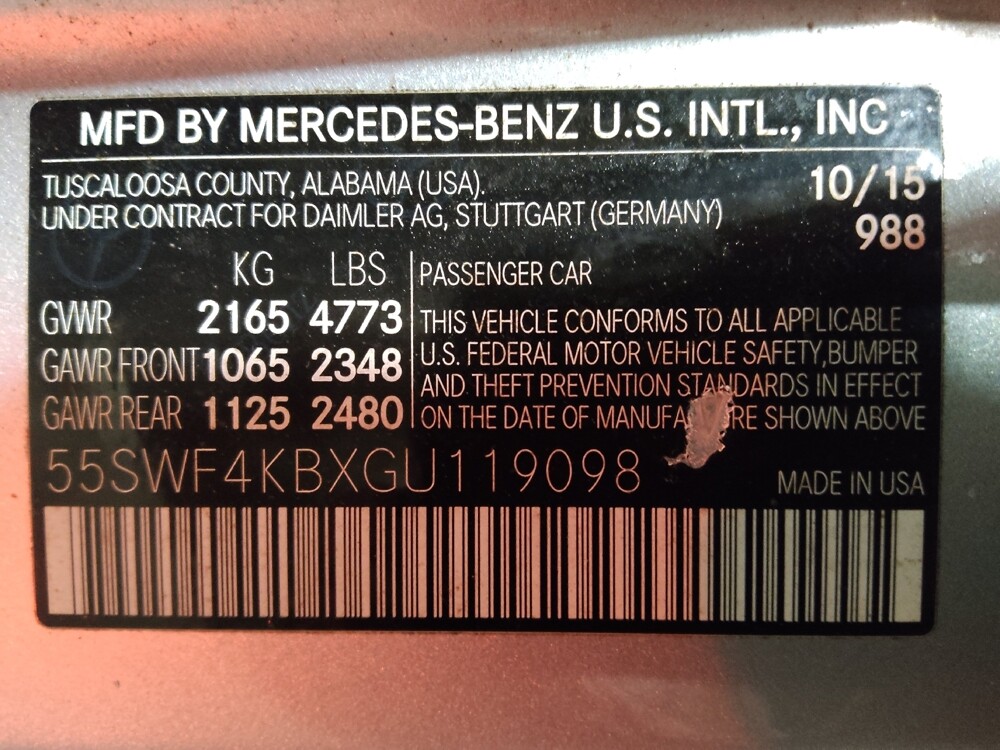 MFD BY MERCEDES-BENZ U.S. INTL., INC
TUSCALOOSA COUNTY, ALABAMA (USA). 10/15
UNDER CONTRACT FOR DAIMLER AG, STUTTGART (GERMANY) 988
KG LBS
GVWR 2165 4773
GAWR FRONT 1065 2348
GAWR REAR 1125 2480
PASSENGER CAR
THIS VEHICLE CONFORMS TO ALL APPLICABLE
U.S. FEDERAL MOTOR VEHICLE SAFETY,BUMPER
AND THEFT PREVENTION STANDARDS IN EFFECT
ON THE DATE OF MANUFACTURE SHOWN ABOVE
55SWF4KBXGU119098
MADE IN USA